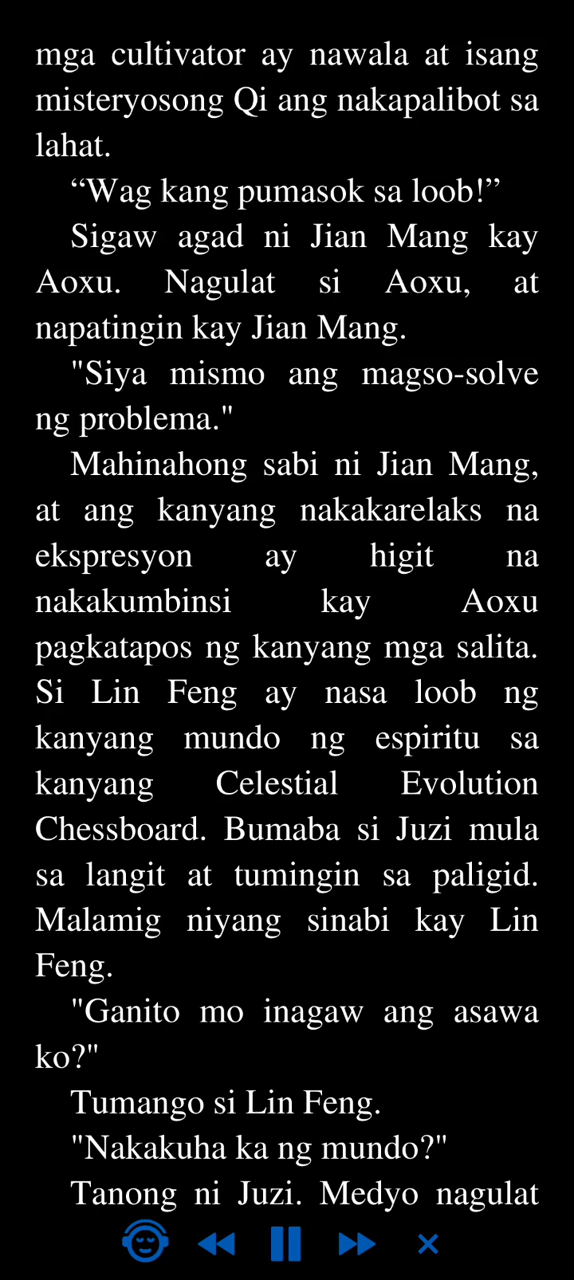 mga cultivator ay nawala at isang
misteryosong Qi ang nakapalibot sa
lahat.
“Wag kang pumasok sa loob!”
Sigaw agad ni Jian Mang kay
Aoxu. Nagulat si Aoxu, at
napatingin kay Jian Mang.
"Siya mismo ang magso-solve
ng problema."
Mahinahong sabi ni Jian Mang,
at ang kanyang nakakarelaks na
ekspresyon ay higit na
nakakumbinsi kay Aoxu
pagkatapos ng kanyang mga salita.
Si Lin Feng ay nasa loob ng
kanyang mundo ng espiritu sa
kanyang Celestial Evolution
Chessboard. Bumaba si Juzi mula
sa langit at tumingin sa paligid.
Malamig niyang sinabi kay Lin
Feng.
"Ganito mo inagaw ang asawa
ko?"
Tumango si Lin Feng.
"Nakakuha ka ng mundo?"
Tanong ni Juzi. Medyo nagulat